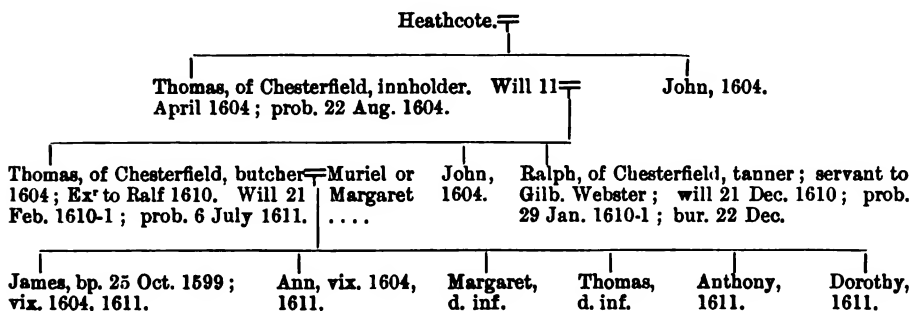 Heathcote.
Thomas, of Chesterfield, innholder. Will 11
April 1604; prob. 22 Aug. 1604.
John, 1604.
Thomas, of Chesterfield, butcher
1604; Exr to Ralf 1610. Will 21
Feb. 1610-1; prob. 6 July 1611.
Muriel or
Margaret
....
John,
1604.
Ralph, of Chesterfield, tanner; servant to
Gilb. Webster; will 21 Dec. 1610; prob.
29 Jan. 1610-1; bur. 22 Dec.
James, bp. 25 Oct. 1599;
vix. 1604, 1611.
Ann, vix. 1604,
1611.
Margaret,
d. inf.
Thomas,
d. inf.
Anthony,
1611.
Dorothy,
1611.